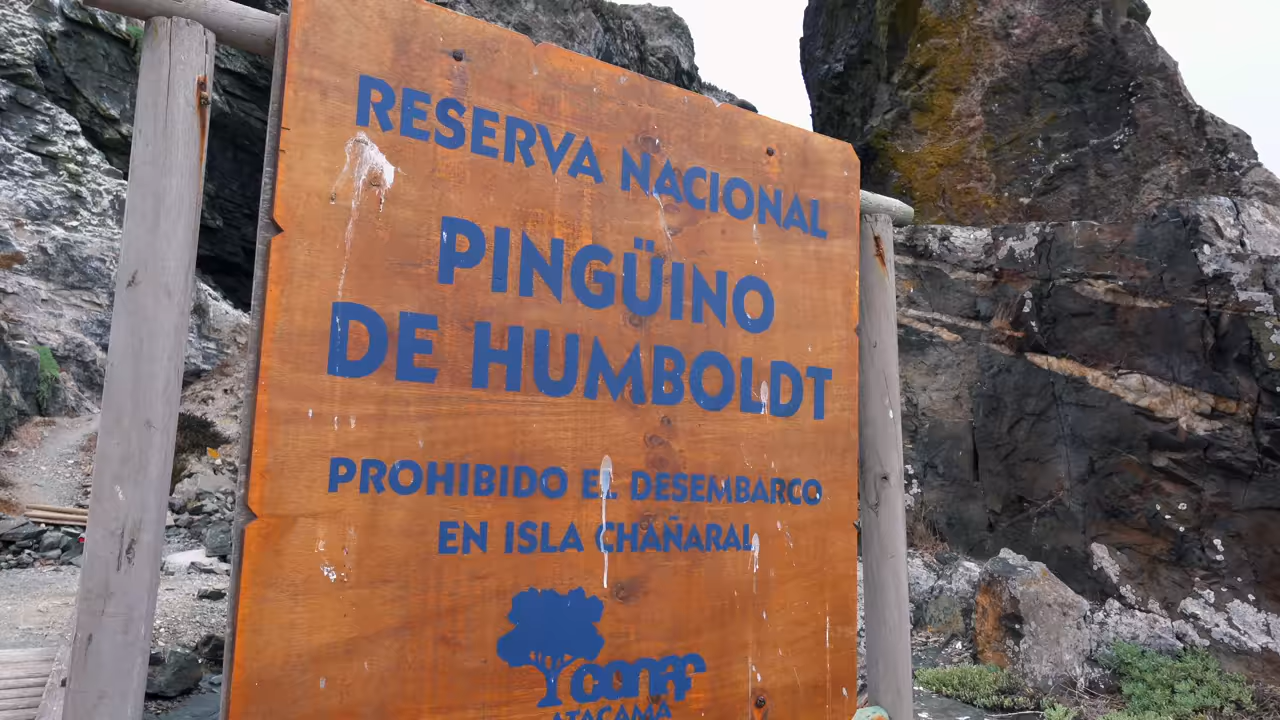 RESERVA NACIONAL
PINGÜINO
DE HUMBOLDT
PROHIBIDO EL DESEMBARCO
EN ISLA CHAÑARAL
conaf
ATACAMA